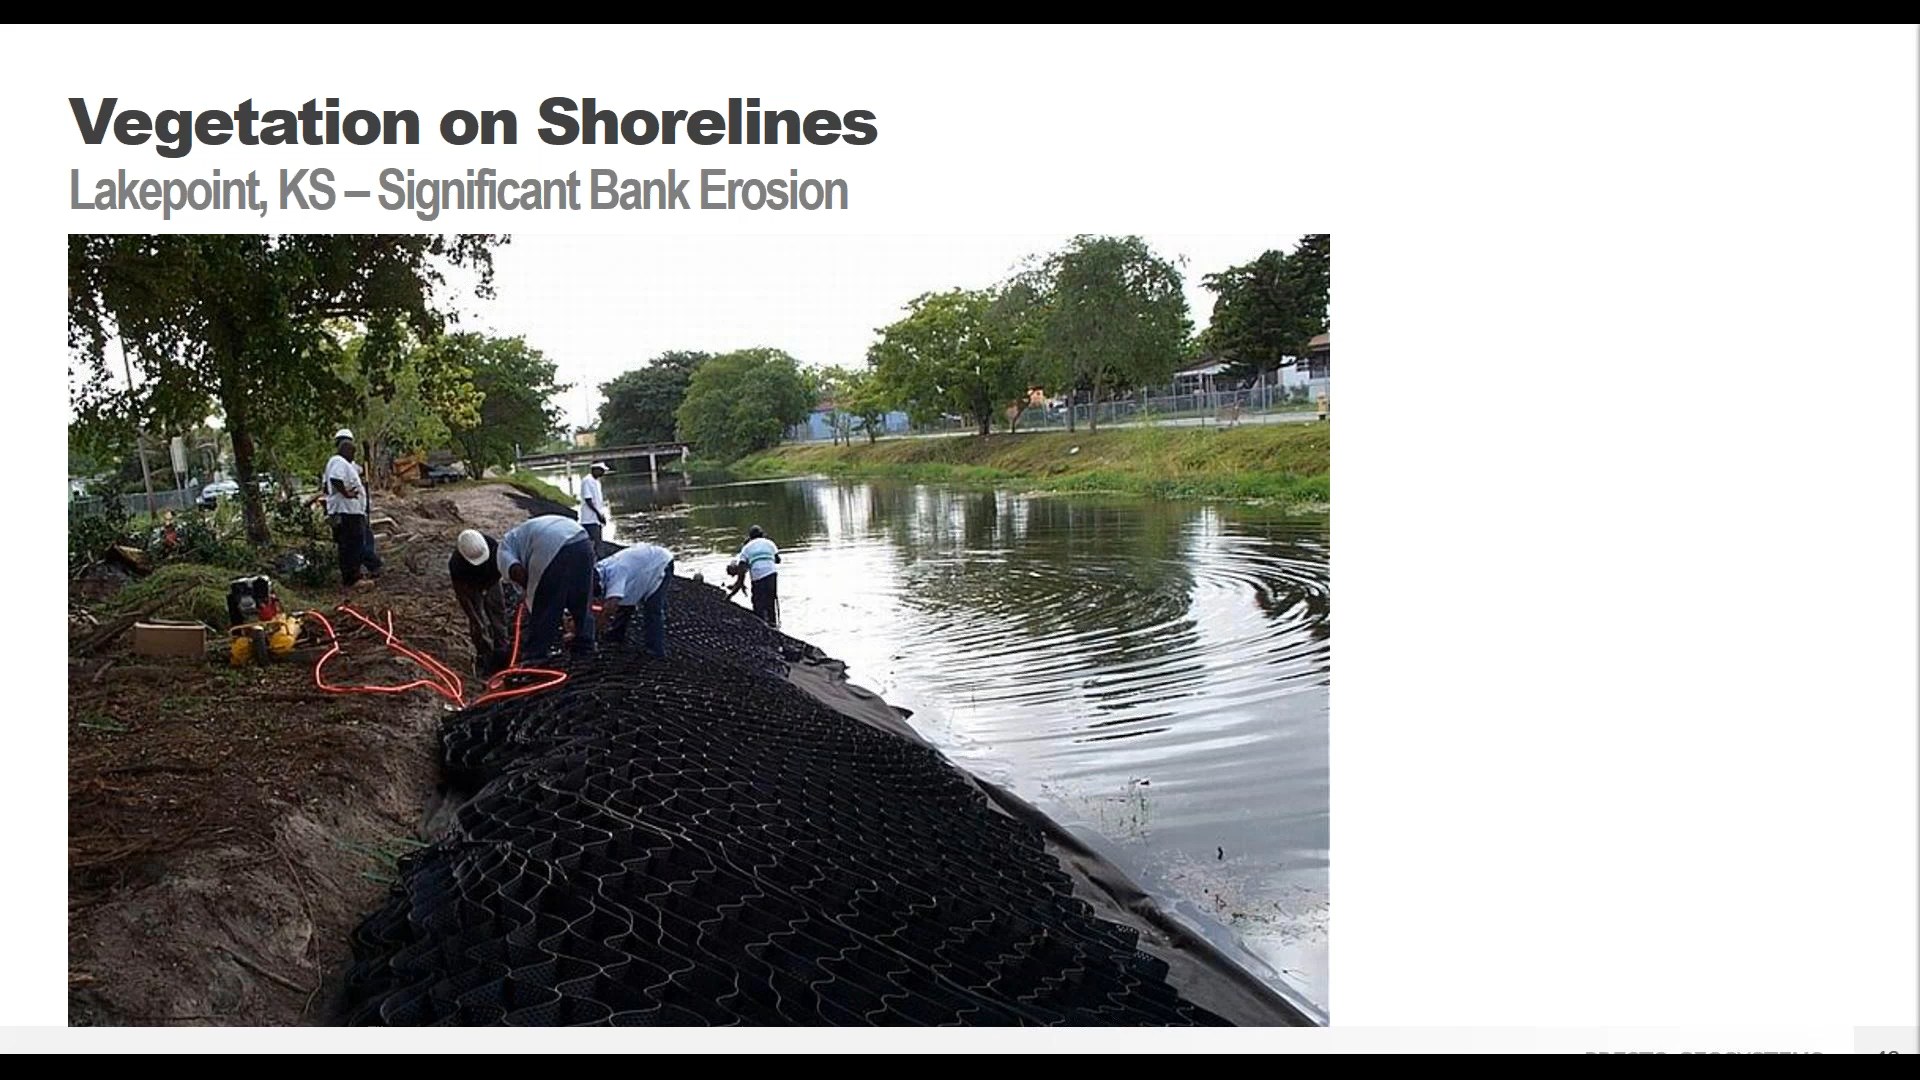 Vegetation on Shorelines
Lakepoint, KS – Significant Bank Erosion